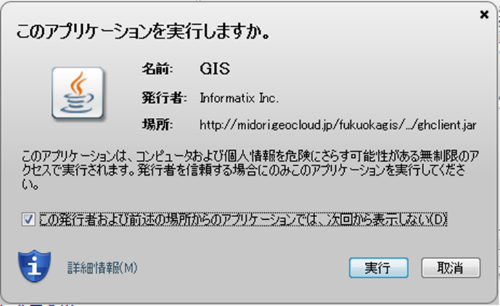 このアプリケーションを実行しますか。
名前: GIS
発行者: Informatix Inc.
場所: http://midori.geocloud.jp/fukuokagis/../ghclient.jar
このアプリケーションは、コンピュータおよび個人情報を危険にさらす可能性がある無制限のア
クセスで実行されます。発行者を信頼する場合にのみこのアプリケーションを実行してくださ
い。
この発行者および前述の場所からのアプリケーションでは、次回から表示しない(D)
詳細情報(M)
実行 取消